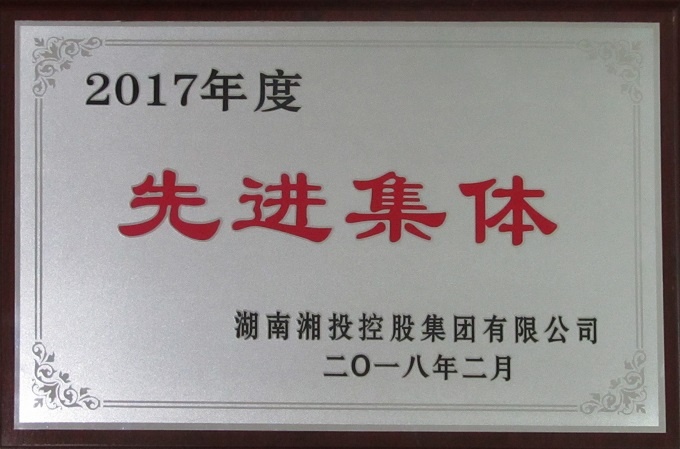 2017年度
先进集体
湖南湘投控股集团有限公司
二〇一八年二月